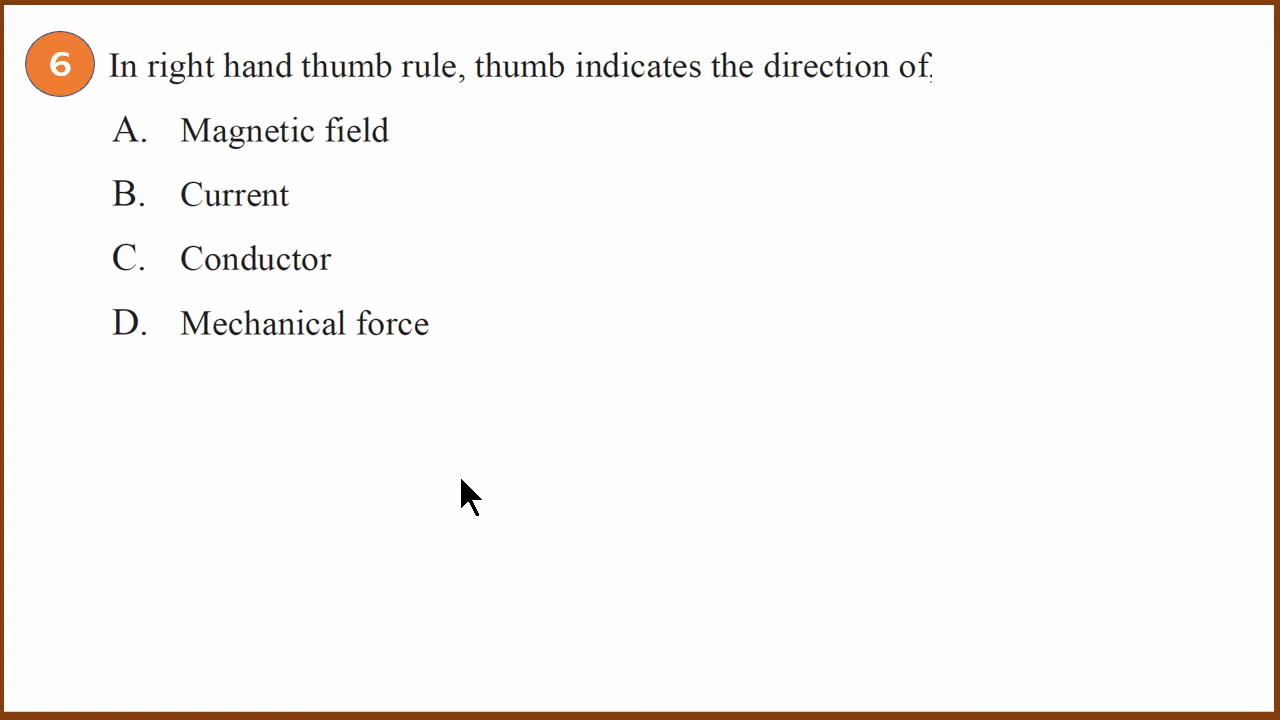 6 In right hand thumb rule, thumb indicates the direction of,
A. Magnetic field
B. Current
C. Conductor
D. Mechanical force